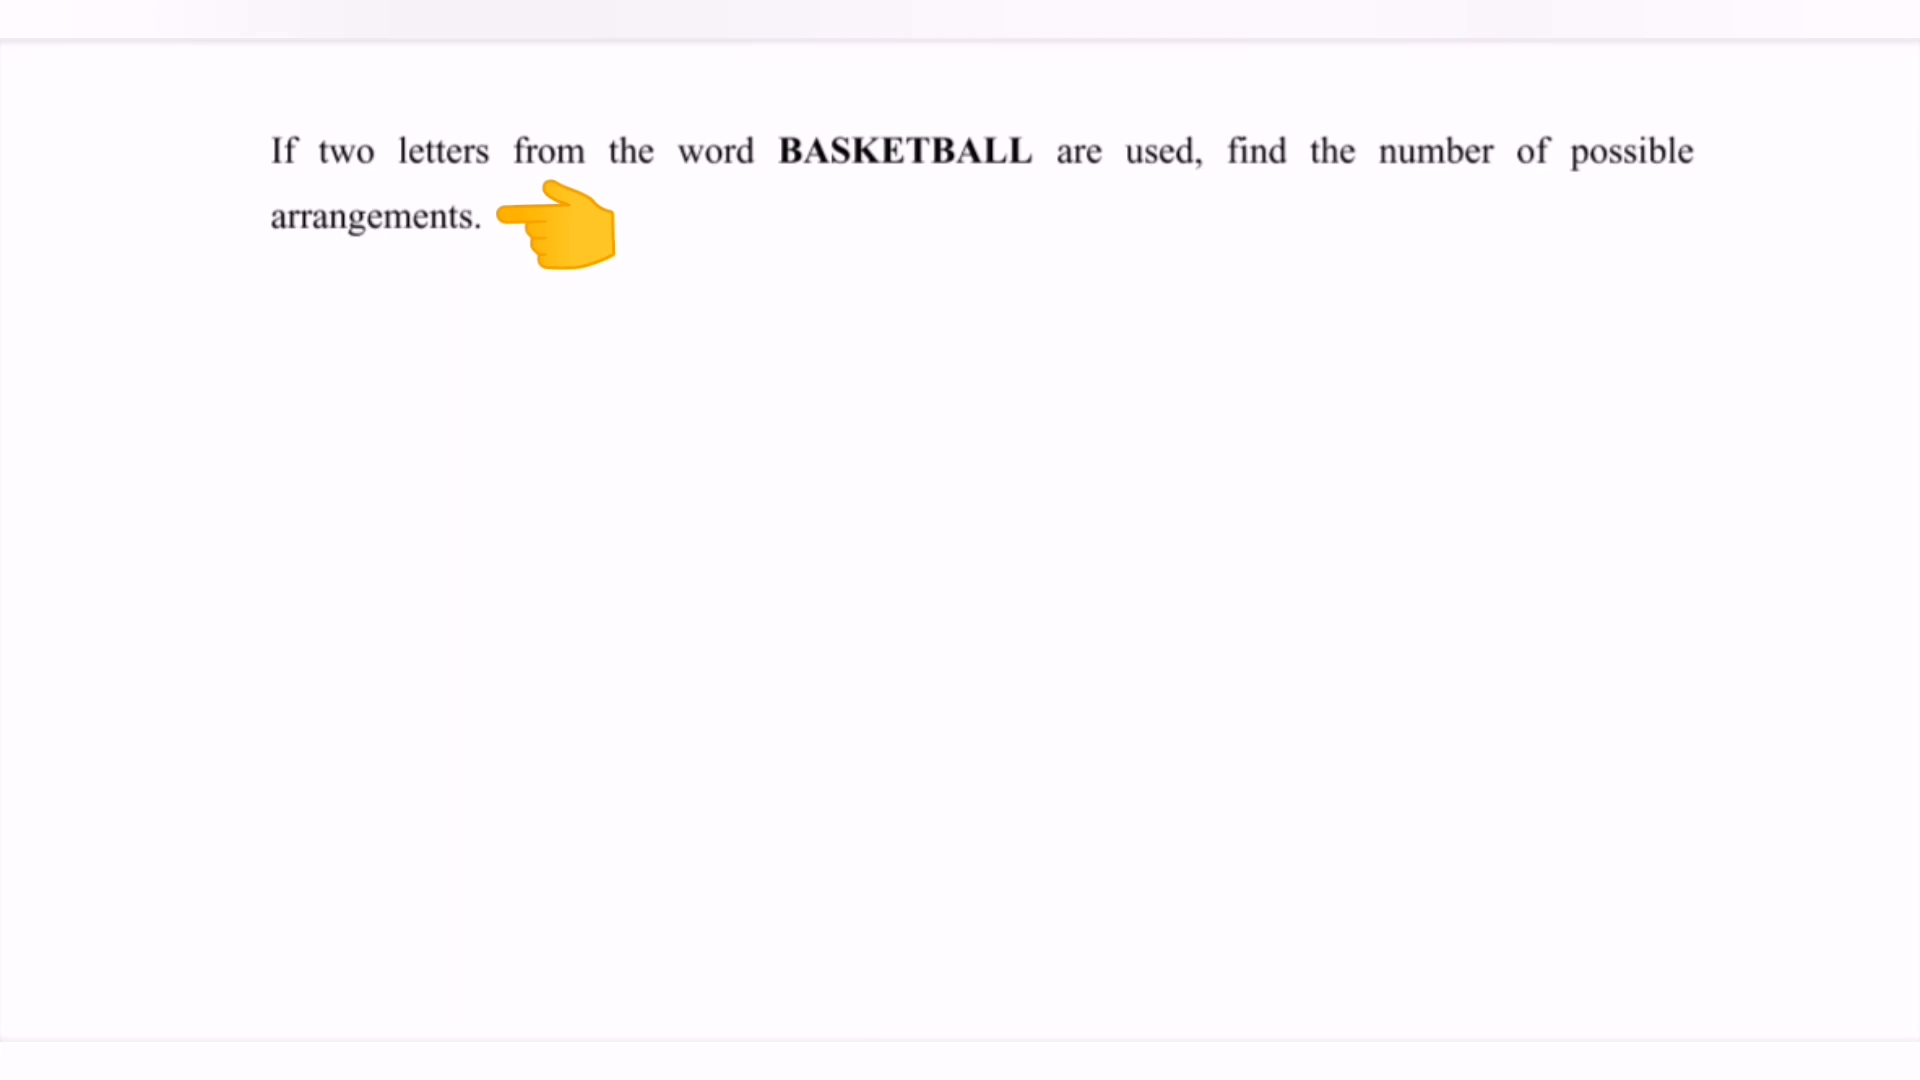 If two letters from the word BASKETBALL are used, find the number of possible
arrangements.